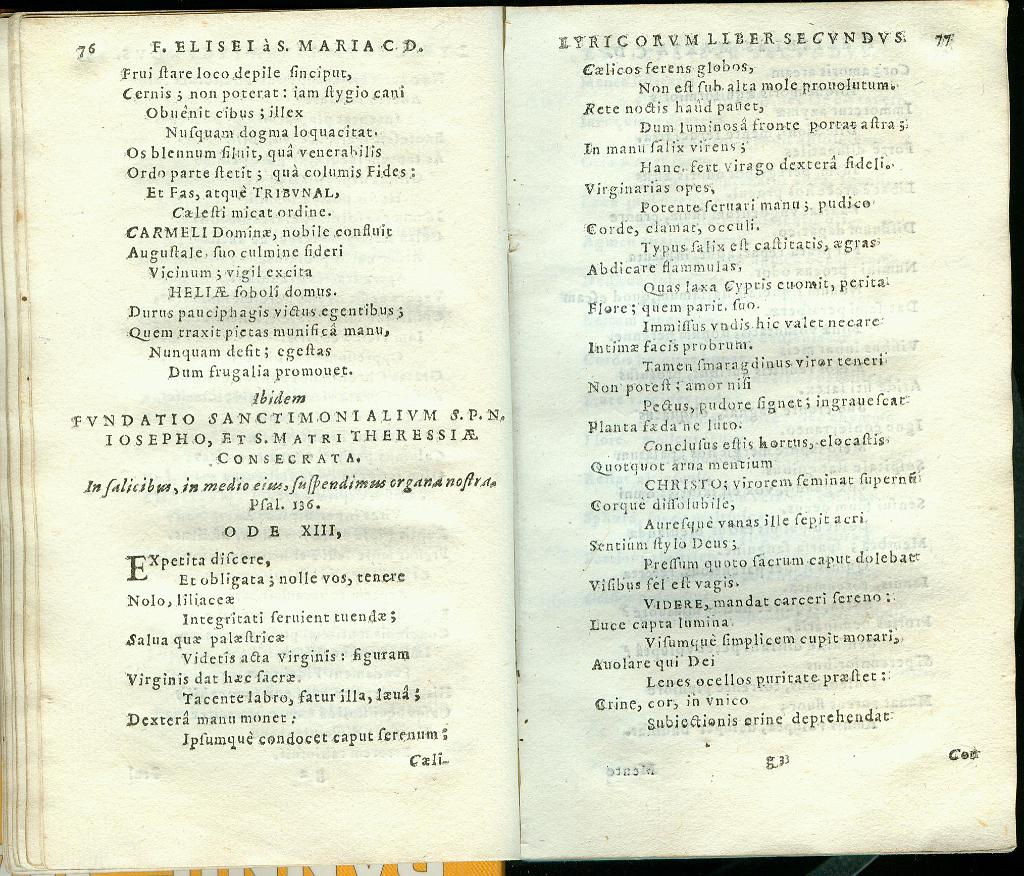 76 F. ELISEI à S. MARIA C. D.
Frui ſtare loco depile ſinciput,
Cernis ; non poterat : iam ſtygio cani
Obuênit cibus ; illex
Nuſquam dogma loquacitat.
Os blennum ſiluit, quâ venerabilis
Ordo parte ſtetit ; quâ columis Fides :
Et Fas, atquè TRIBVNAL,
Cæleſti micat ordine.
CARMELI Dominæ, nobile confluit
Auguſtale, ſuo culmine ſideri
Vicinum ; vigil excita
HELIÆ ſoboli domus.
Durus pauciphagis victus egentibus ;
Quem traxit pietas munificâ manu,
Nunquam deſit ; egeſtas
Dum frugalia promouet.
Ibidem
FVNDATIO SANCTIMONIALIVM S. P. N.
IOSEPHO, ET S. MATRI THERESSIÆ
CONSECRATA.
In ſalicibus, in medio eius, ſuſpendimus organa noſtra.
Pſal. 136.
ODE XIII,
EXpetita diſcere,
Et obligata ; nolle vos, tenere
Nolo, liliaceæ
Integritati ſeruient tuendæ ;
Salua quæ palæſtricæ
Videtis acta Virginis : figuram
Virginis dat hæc ſacræ.
Tacente labro, fatur illa, læuâ ;
Dexterâ manu monet :
Ipſumquè condocet caput ſerenum ;
Cæli-
LYRICORVM LIBER SECVNDVS. 77
Cælicos ferens globos,
Non eſt ſub alta mole prouolutum.
Rete noctis haûd pauet,
Dum luminosâ fronte portat aſtra ;
In manu ſalix virens ;
Hanc fert virago dexterâ fideli.
Virginarias opes,
Potente ſeruari manu ; pudico
Corde, clamat, occuli.
Typus ſalix eſt caſtitatis, ægras
Abdicare flammulas,
Quas laxa Cypris euomit, perita
Flore ; quem parit ſuo.
Immiſſus vndis hic valet necare
Intimæ facis probrum.
Tamen ſmaragdinus viror teneri
Non poteſt ; amor niſi
Pectus, pudore ſignet ; ingraueſcat
Planta fæda ne luto.
Concluſus eſtis hortus, elocaſtis
Quotquot arua mentium
CHRISTO; virorem ſeminat ſupernû
Corquè diſſolubile,
Aureſquè vanas ille ſepit acri
Sentium ſtylo Deus ;
Preſſum quoto ſacrum caput dolebat
Viſibus fel eſt vagis.
VIDERE, mandat carceri ſereno :
Luce capta lumina
Viſumquè ſimplicem cupit morari,
Auolare qui Dei
Lenes ocellos puritate præſtet :
Crine, cor, in vnico
Subiectionis crine deprehendat
g 33 Cor